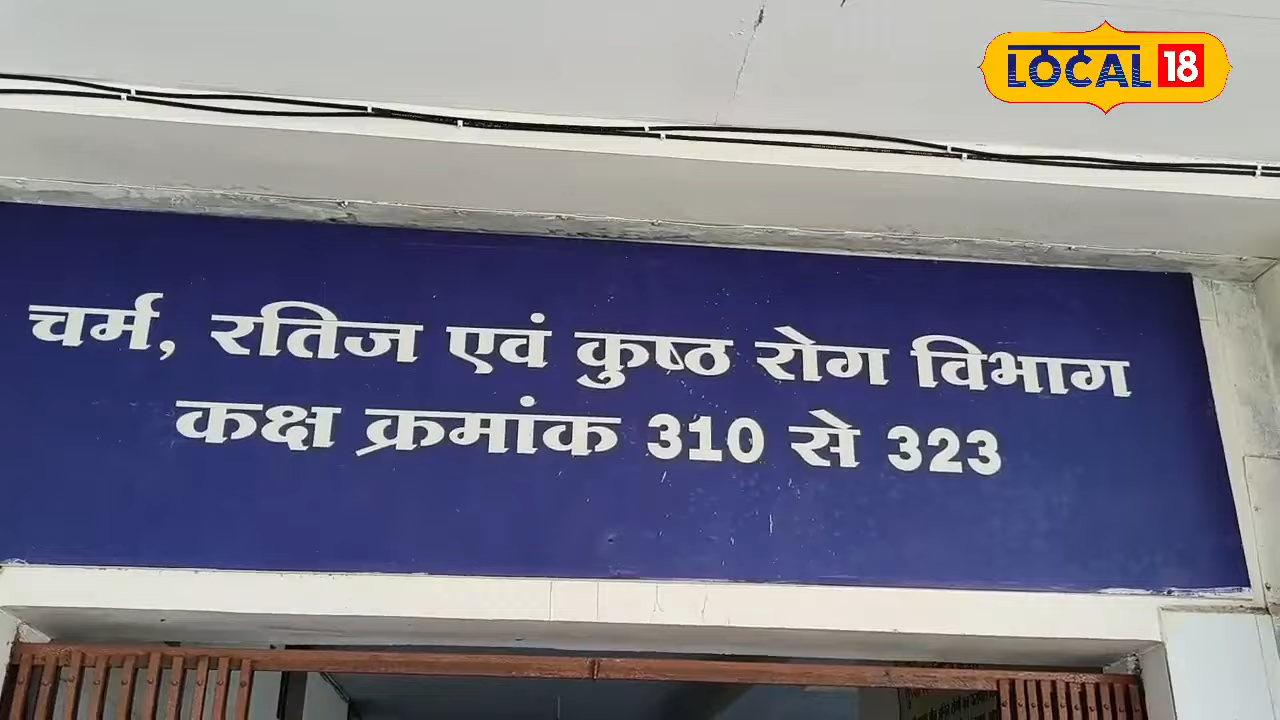 LOCAL 18
चर्म, रतिज एवं कुष्ठ रोग विभाग
कक्ष क्रमांक 310 से 323